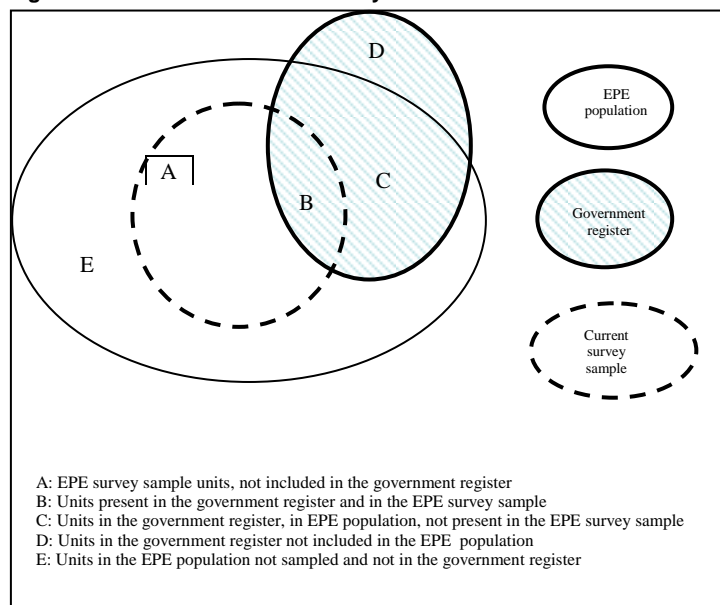 D
EPE
population
A
C
B
Government
register
E
Current
survey
sample
A: EPE survey sample units, not included in the government register
B: Units present in the government register and in the EPE survey sample
C: Units in the government register, in EPE population, not present in the EPE survey sample
D: Units in the government register not included in the EPE population
E: Units in the EPE population not sampled and not in the government register